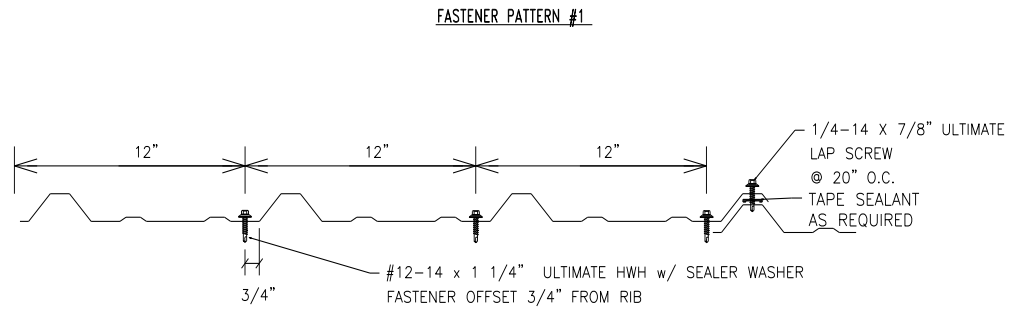 FASTENER PATTERN #1
12”
12”
12”
1/4-14 X 7/8” ULTIMATE
LAP SCREW
@ 20” O.C.
TAPE SEALANT
AS REQUIRED
#12-14 x 1 1/4” ULTIMATE HWH w/ SEALER WASHER
FASTENER OFFSET 3/4” FROM RIB
3/4”